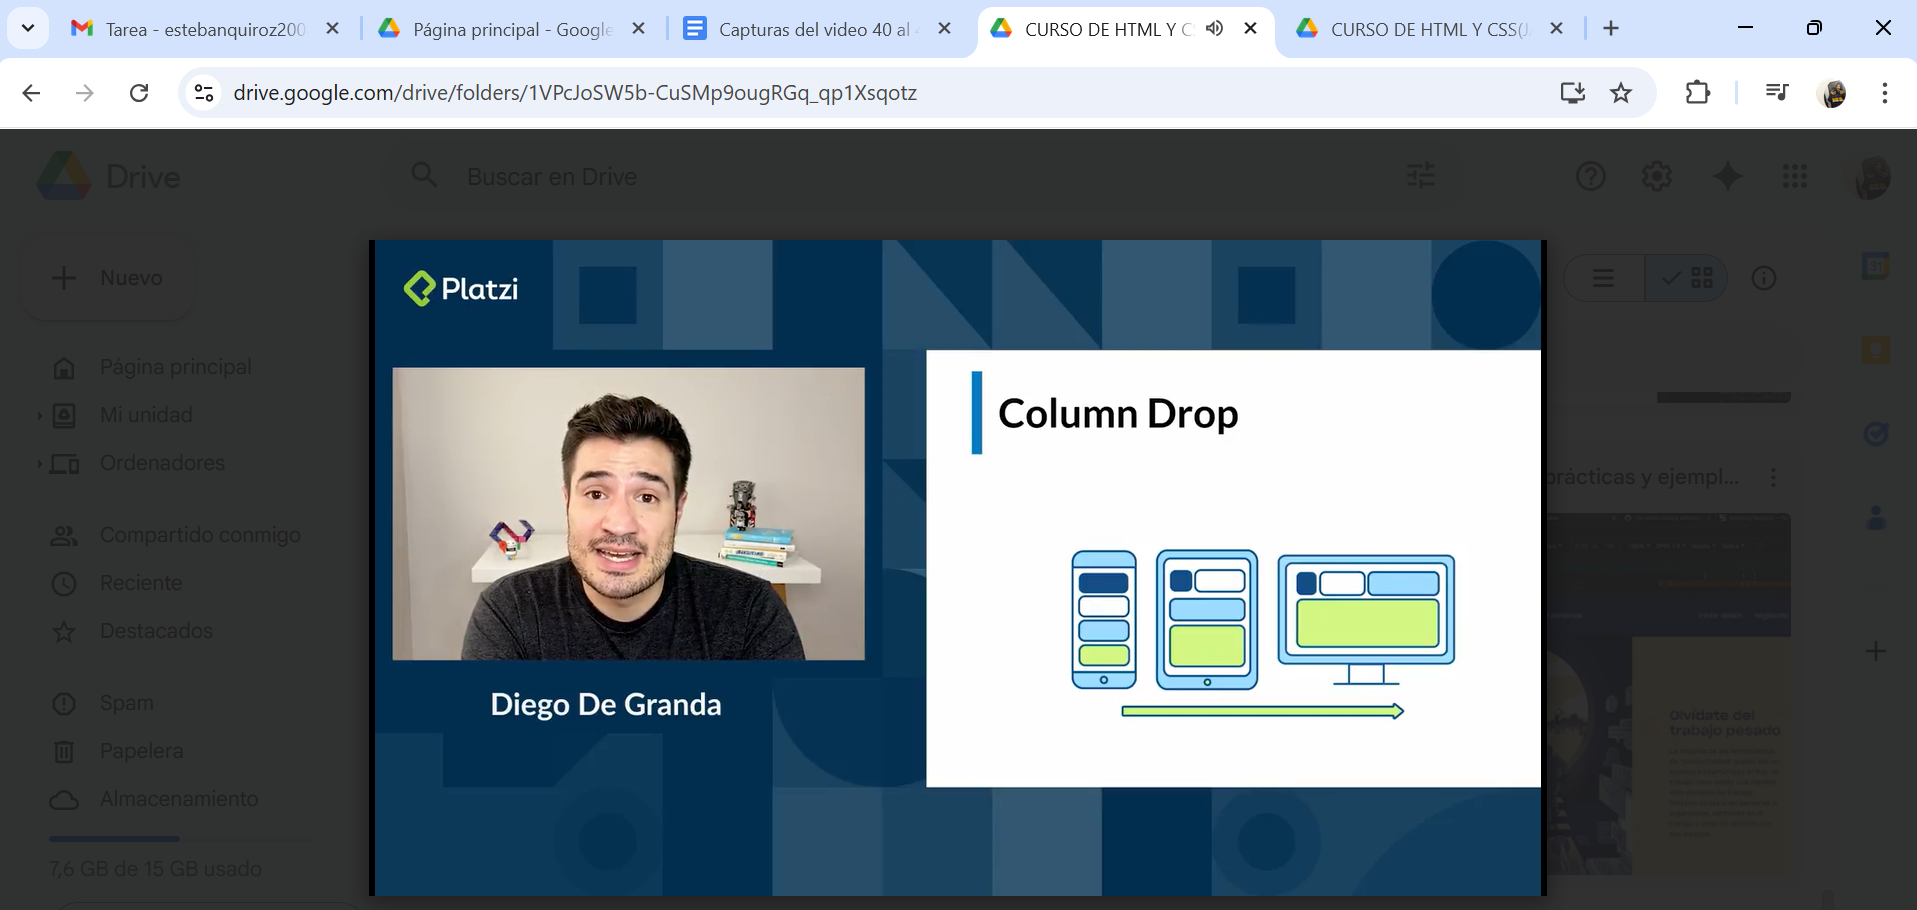 Tarea - estebanquiroz200
Página principal - Google
Capturas del video 40 al 4
CURSO DE HTML Y CS
CURSO DE HTML Y CSS(J
drive.google.com/drive/folders/1VPcJoSW5b-CuSMp9ougRGq_qp1Xsqotz
Drive
Buscar en Drive
Nuevo
Página principal
Mi unidad
Ordenadores
Compartido conmigo
Reciente
Destacados
Spam
Papelera
Almacenamiento
7,6 GB de 15 GB usado
Platzi
Diego De Granda
Column Drop
prácticas y ejempl...
Olvídate del
trabajo pesado
31